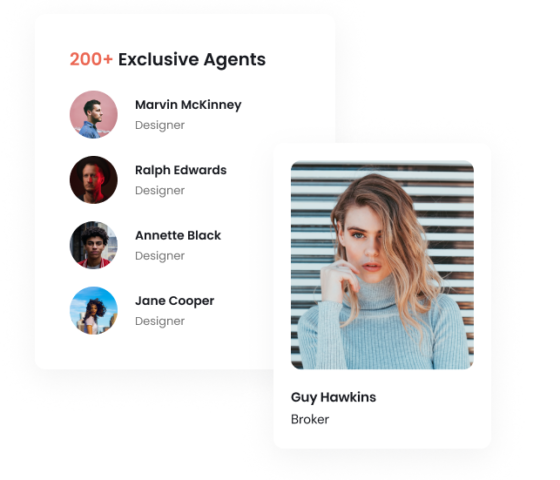 200+ Exclusive Agents
Marvin McKinney
Designer
Ralph Edwards
Designer
Annette Black
Designer
Jane Cooper
Designer
Guy Hawkins
Broker